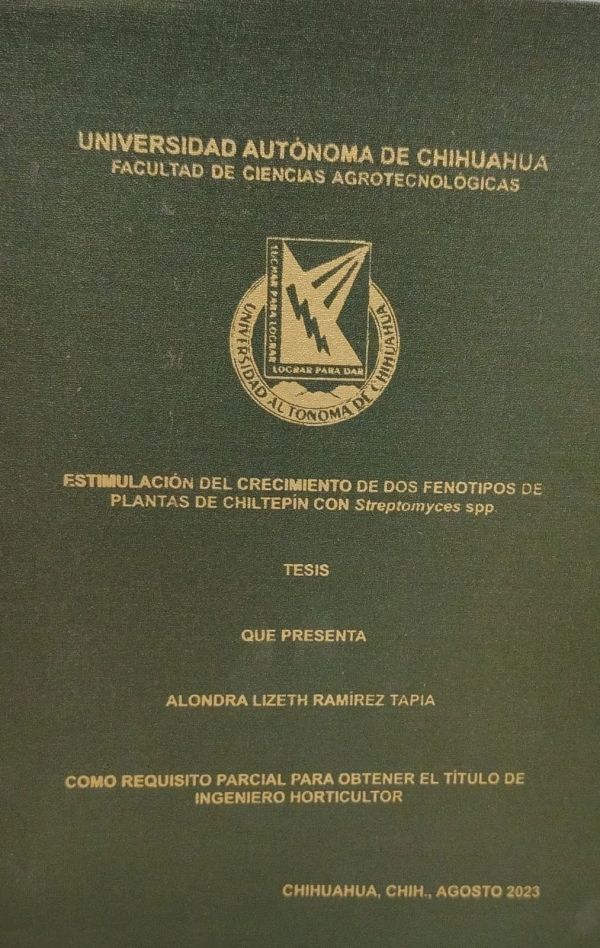 UNIVERSIDAD AUTÓNOMA DE CHIHUAHUA
FACULTAD DE CIENCIAS AGROTECNOLÓGICAS
LUCHAR PARA LOGRAR
LOGRAR PARA DAR
UNIVERSIDAD AUTONOMA DE CHIHUAHUA
ESTIMULACIÓN DEL CRECIMIENTO DE DOS FENOTIPOS DE
PLANTAS DE CHILTEPÍN CON Streptomyces spp.
TESIS
QUE PRESENTA
ALONDRA LIZETH RAMÍREZ TAPIA
COMO REQUISITO PARCIAL PARA OBTENER EL TÍTULO DE
INGENIERO HORTICULTOR
CHIHUAHUA, CHIH., AGOSTO 2023